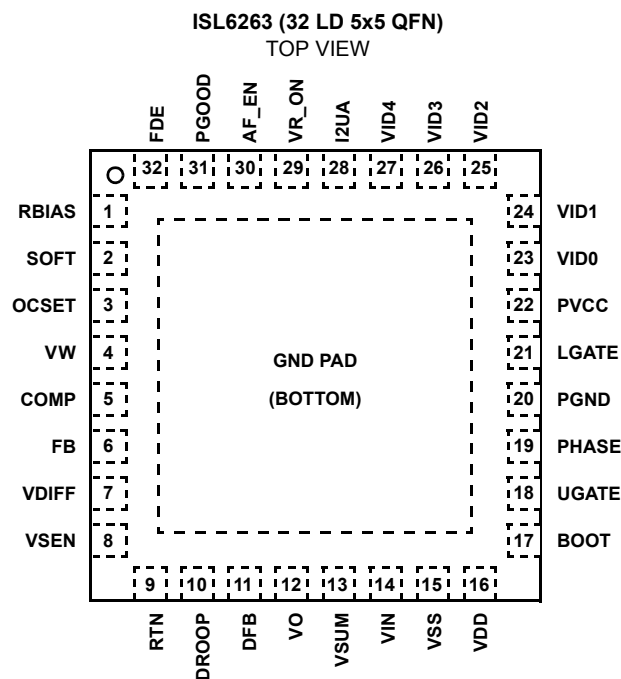 ISL6263 (32 LD 5x5 QFN)
TOP VIEW
FDE
PGOOD
AF_EN
VR_ON
I2UA
VID4
VID3
VID2
32 31 30 29 28 27 26 25
RBIAS 1
SOFT 2
OCSET 3
VW 4
COMP 5
FB 6
VDIFF 7
VSEN 8
24 VID1
23 VID0
22 PVCC
21 LGATE
20 PGND
19 PHASE
18 UGATE
17 BOOT
GND PAD
(BOTTOM)
9 10 11 12 13 14 15 16
RTN
DROOP
DFB
VO
VSUM
VIN
VSS
VDD